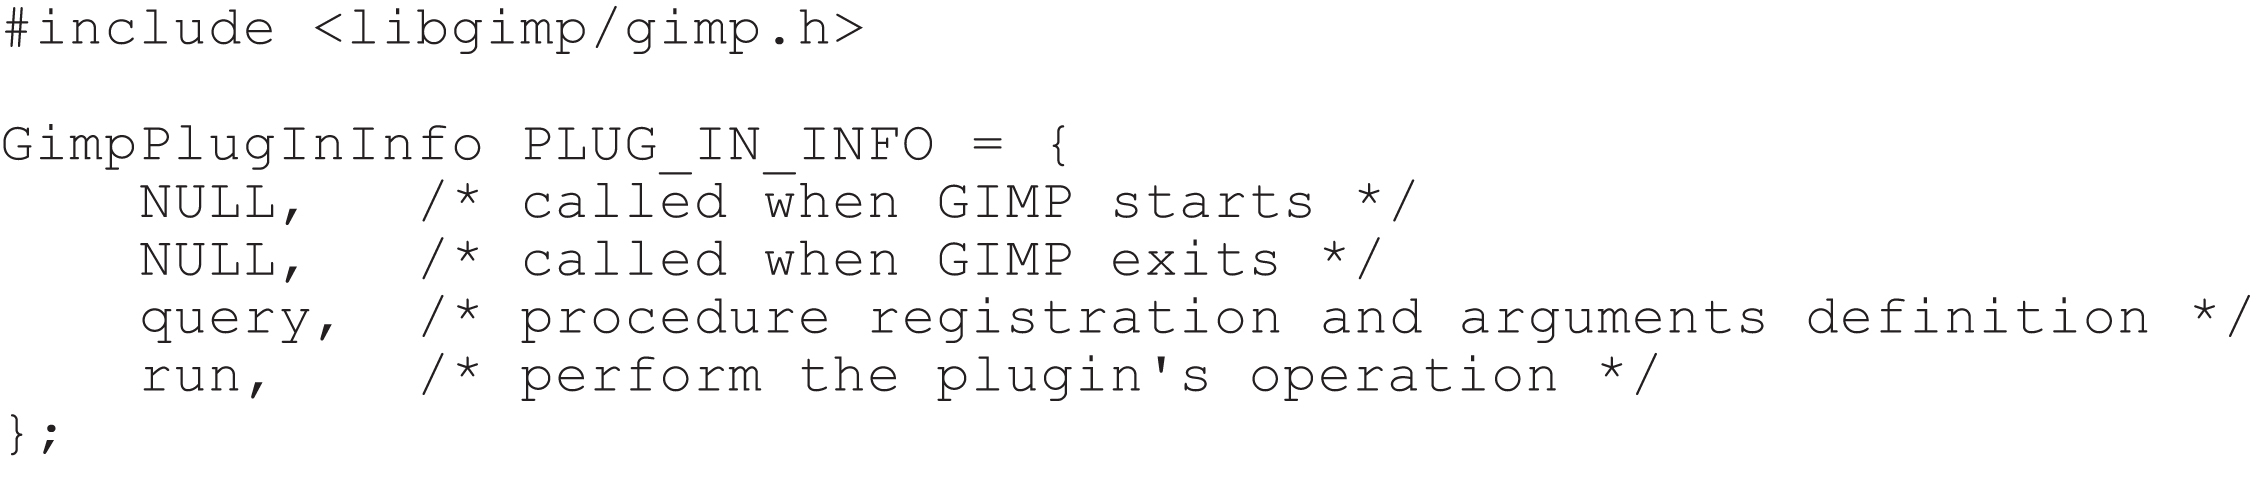 #include <libgimp/gimp.h>

GimpPlugInInfo PLUG_IN_INFO = {
    NULL,   /* called when GIMP starts */
    NULL,   /* called when GIMP exits */
    query,  /* procedure registration and arguments definition */
    run,    /* perform the plugin's operation */
};